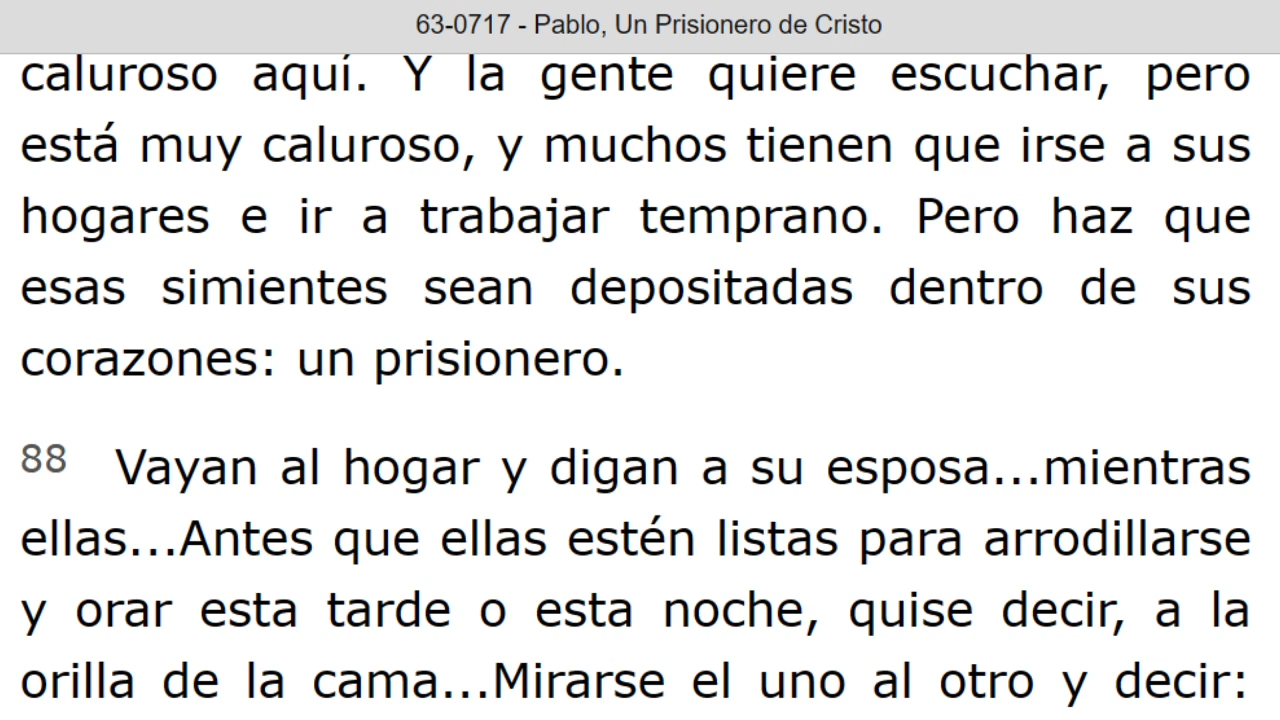 63-0717 - Pablo, Un Prisionero de Cristo
caluroso aquí. Y la gente quiere escuchar, pero
está muy caluroso, y muchos tienen que irse a sus
hogares e ir a trabajar temprano. Pero haz que
esas simientes sean depositadas dentro de sus
corazones: un prisionero.
88 Vayan al hogar y digan a su esposa...mientras
ellas...Antes que ellas estén listas para arrodillarse
y orar esta tarde o esta noche, quise decir, a la
orilla de la cama...Mirarse el uno al otro y decir: